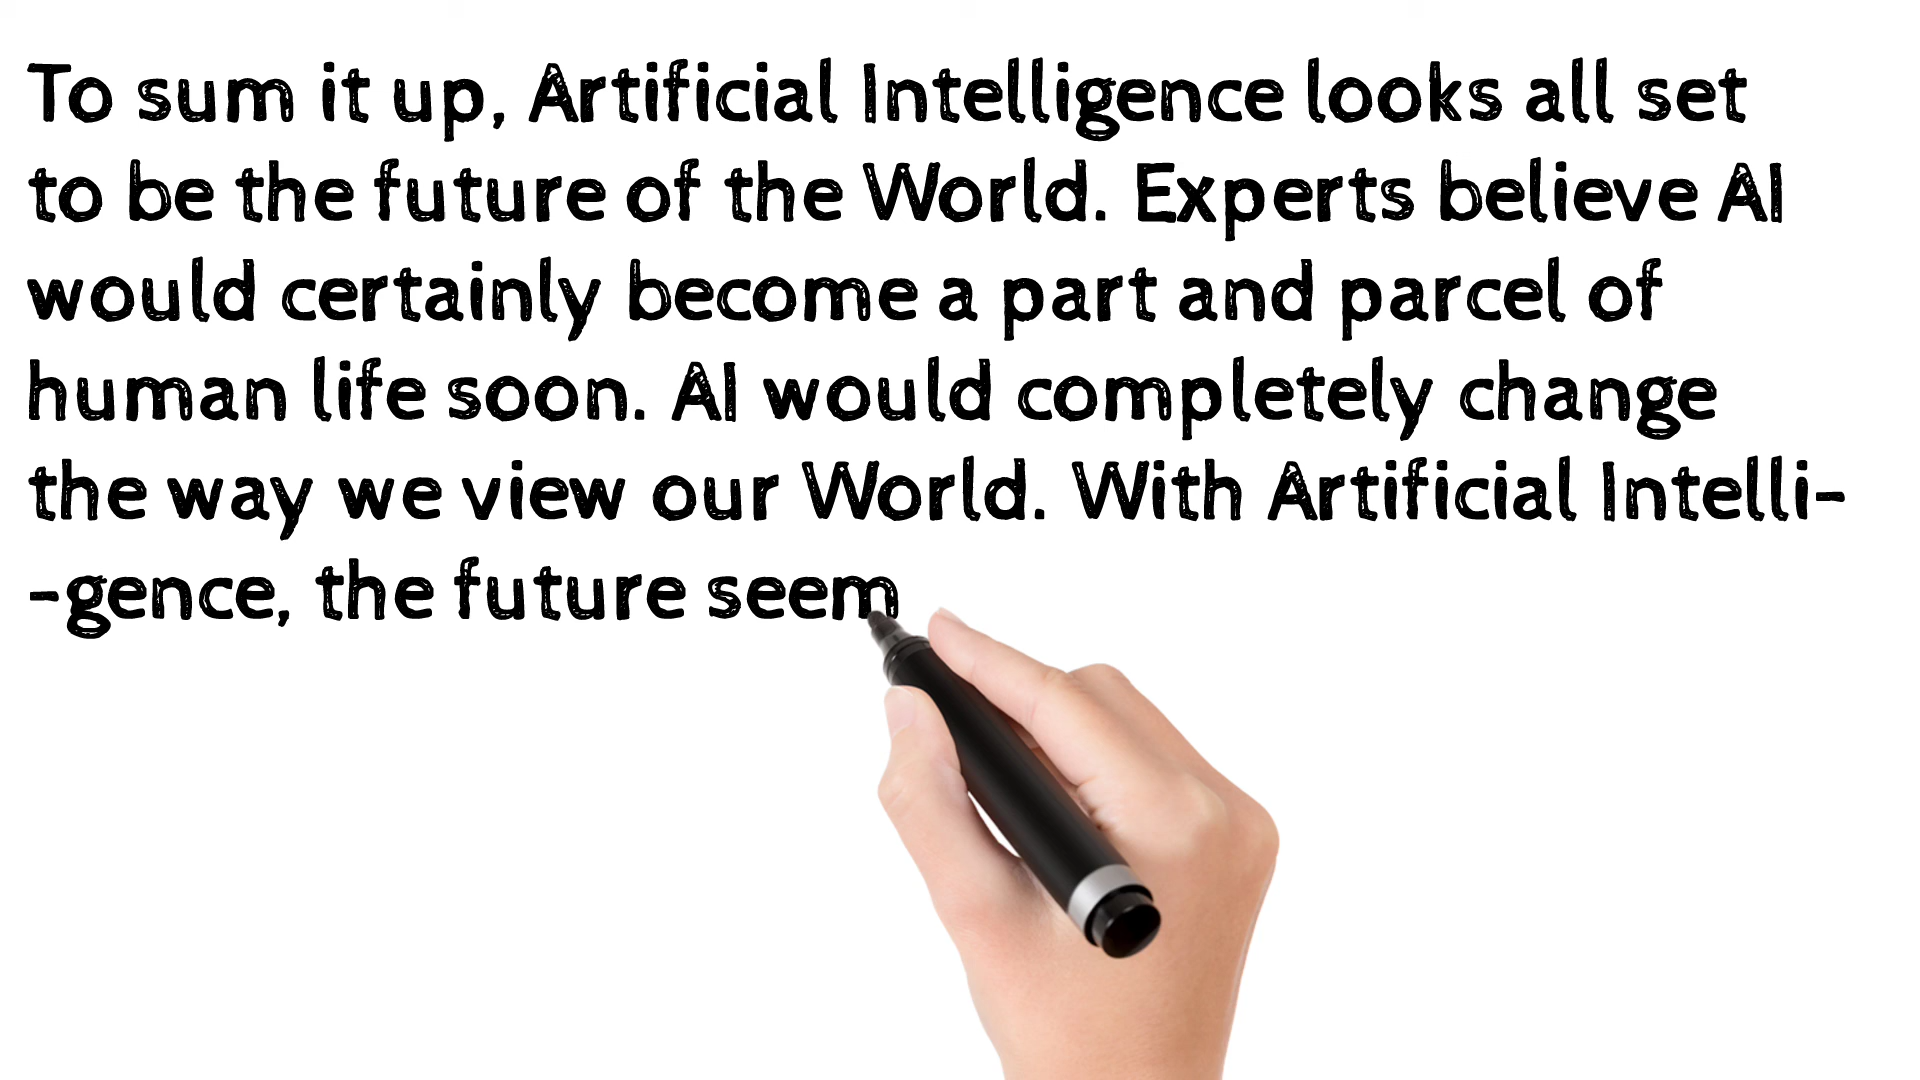 To sum it up, Artificial Intelligence looks all set
to be the future of the World. Experts believe AI
would certainly become a part and parcel of
human life soon. AI would completely change
the way we view our World. With Artificial Intelli-
-gence, the future seem